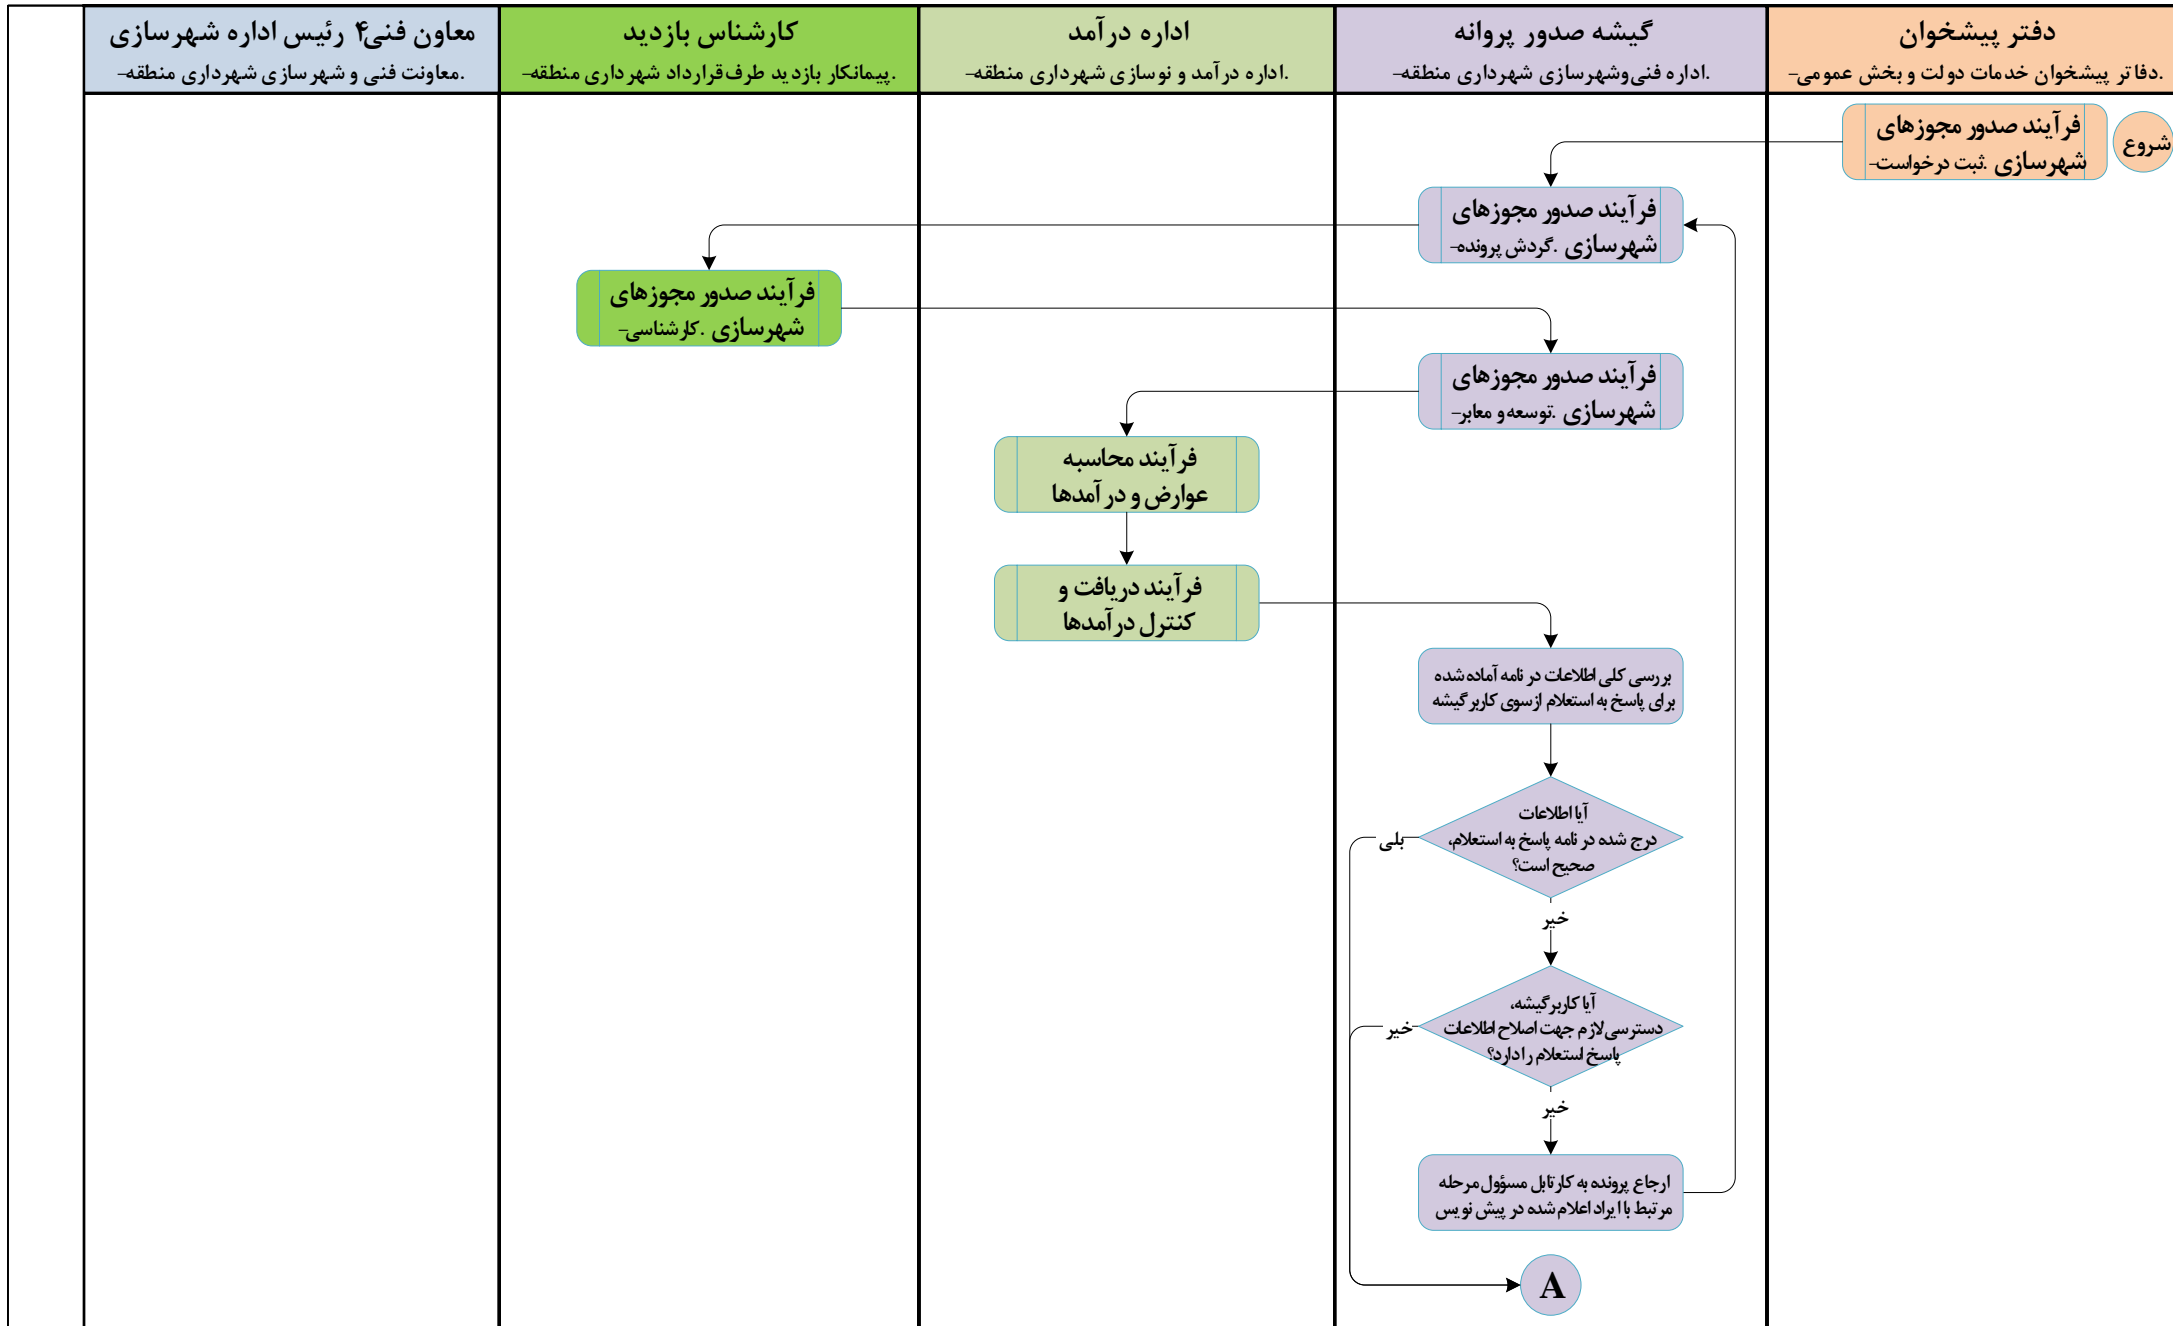 دفتر پیشخوان
دفاتر پیشخوان خدمات دولت و بخش عمومی-.
گیشه صدور پروانه
اداره فنی‌وشهرسازی شهرداری منطقه-.
اداره درآمد
اداره درآمد و نوسازی شهرداری منطقه-.
کارشناس بازدید
پیمانکار بازدید طرف‌قرارداد شهرداری منطقه-.
معاون فنی۴ رئیس اداره شهرسازی
معاونت فنی و شهرسازی شهرداری منطقه-.
شروع
فرآیند صدور مجوزهای
شهرسازی .ثبت درخواست-
فرآیند صدور مجوزهای
شهرسازی .گردش پرونده-
فرآیند صدور مجوزهای
شهرسازی .کارشناسی-
فرآیند صدور مجوزهای
شهرسازی .توسعه و معابر-
فرآیند محاسبه
عوارض و درآمدها
فرآیند دریافت و
کنترل درآمدها
بررسی کلی اطلاعات در نامه آماده شده
برای پاسخ به استعلام ازسوی کاربر گیشه
آیا اطلاعات
درج شده در نامه پاسخ به استعلام،
صحیح است؟
بلی
خیر
آیا کاربر گیشه،
دسترسی لازم جهت اصلاح اطلاعات
پاسخ استعلام را دارد؟
خیر
خیر
ارجاع پرونده به کارتابل مسؤول مرحله
مرتبط با ایراد اعلام شده در پیش نویس
A